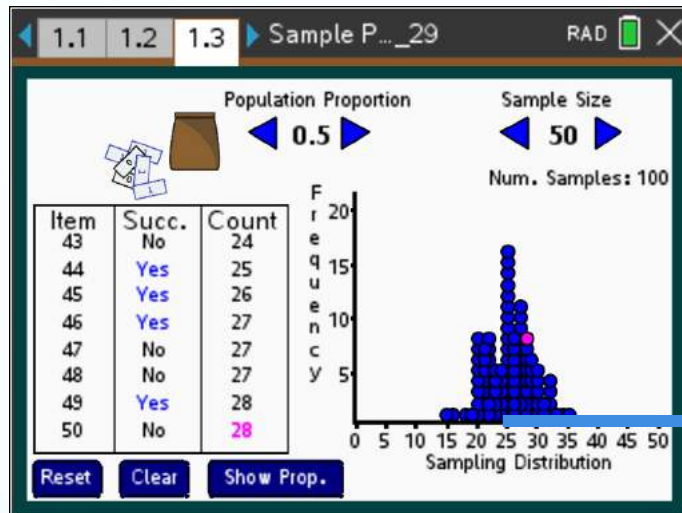 1.1 1.2 1.3 Sample P..._29 RAD
Population Proportion
0.5
Sample Size
50
Num. Samples: 100
Item Succ. Count
43 No 24
44 Yes 25
45 Yes 26
46 Yes 27
47 No 27
48 No 27
49 Yes 28
50 No 28
Frequency
20
15
10
5
0 5 10 15 20 25 30 35 40 45 50
Sampling Distribution
Reset Clear Show Prop.